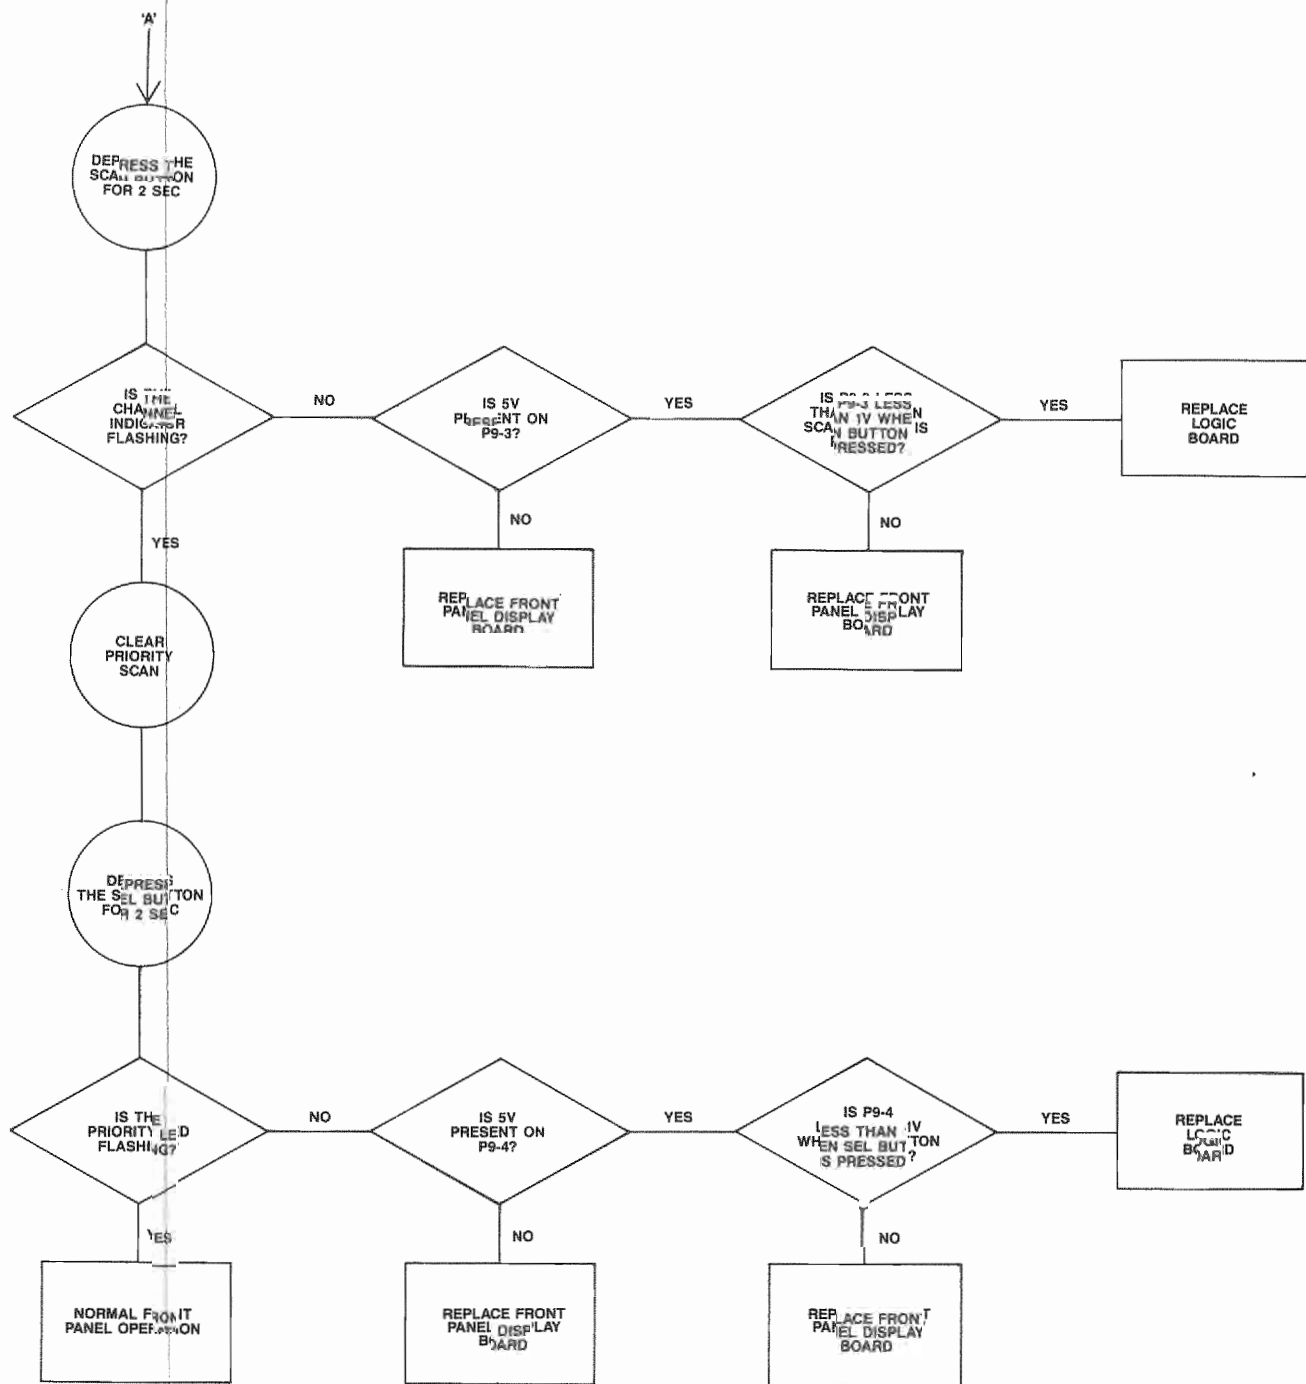 'A'
DEPRESS THE
SCAN BUTTON
FOR 2 SEC
IS THE
CHANNEL
INDICATOR
FLASHING?
NO
IS 5V
PRESENT ON
P9-3?
YES
IS P9-3 LESS
THAN 1V WHEN
SCAN BUTTON IS
PRESSED?
YES
REPLACE
LOGIC
BOARD
NO
REPLACE FRONT
PANEL DISPLAY
BOARD
NO
REPLACE FRONT
PANEL DISPLAY
BOARD
YES
CLEAR
PRIORITY
SCAN
DEPRESS
THE SEL BUTTON
FOR 2 SEC
IS THE
PRIORITY LED
FLASHING?
NO
IS 5V
PRESENT ON
P9-4?
YES
IS P9-4
LESS THAN 1V
WHEN SEL BUTTON
IS PRESSED?
YES
REPLACE
LOGIC
BOARD
YES
NORMAL FRONT
PANEL OPERATION
NO
REPLACE FRONT
PANEL DISPLAY
BOARD
NO
REPLACE FRONT
PANEL DISPLAY
BOARD